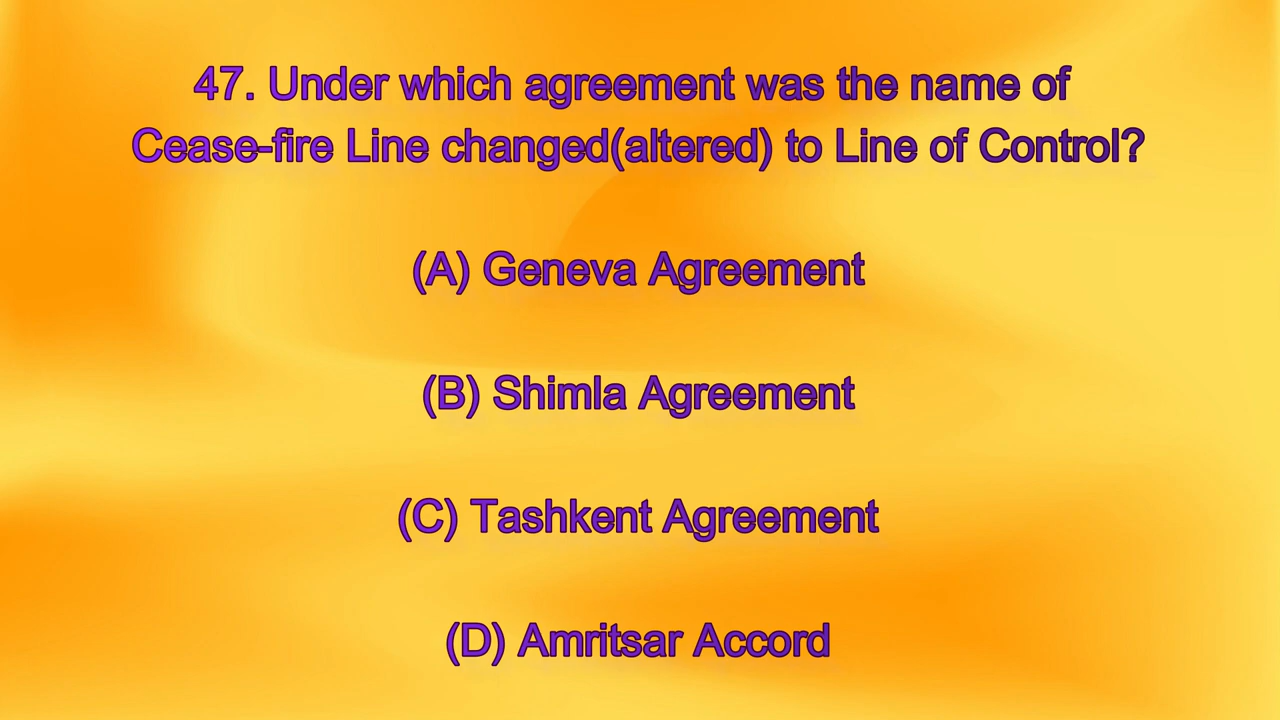 47. Under which agreement was the name of
Cease-fire Line changed(altered) to Line of Control?
(A) Geneva Agreement
(B) Shimla Agreement
(C) Tashkent Agreement
(D) Amritsar Accord